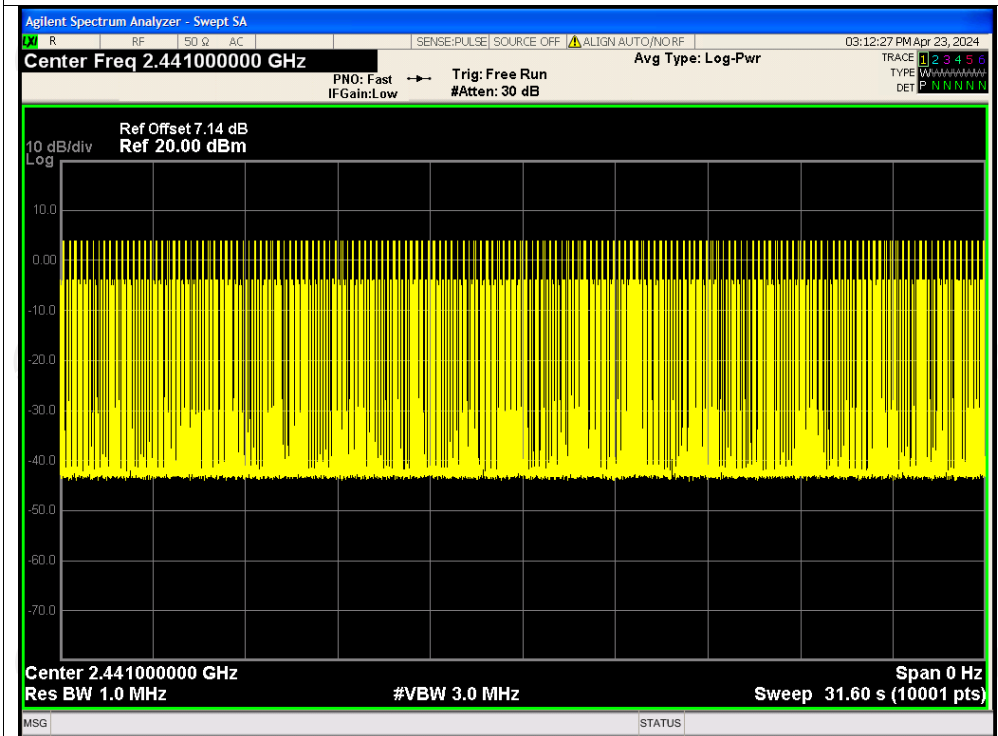 Agilent Spectrum Analyzer - Swept SA
LXI R RF 50 Ω AC SENSE:PULSE SOURCE OFF ALIGN AUTO/NO RF 03:12:27 PM Apr 23, 2024
Center Freq 2.441000000 GHz Avg Type: Log-Pwr TRACE 1 2 3 4 5 6
PNO: Fast Trig: Free Run TYPE W
IFGain:Low #Atten: 30 dB DET P N N N N N
Ref Offset 7.14 dB
10 dB/div Ref 20.00 dBm
Log
10.0
0.00
-10.0
-20.0
-30.0
-40.0
-50.0
-60.0
-70.0
Center 2.441000000 GHz Span 0 Hz
Res BW 1.0 MHz #VBW 3.0 MHz Sweep 31.60 s (10001 pts)
MSG STATUS